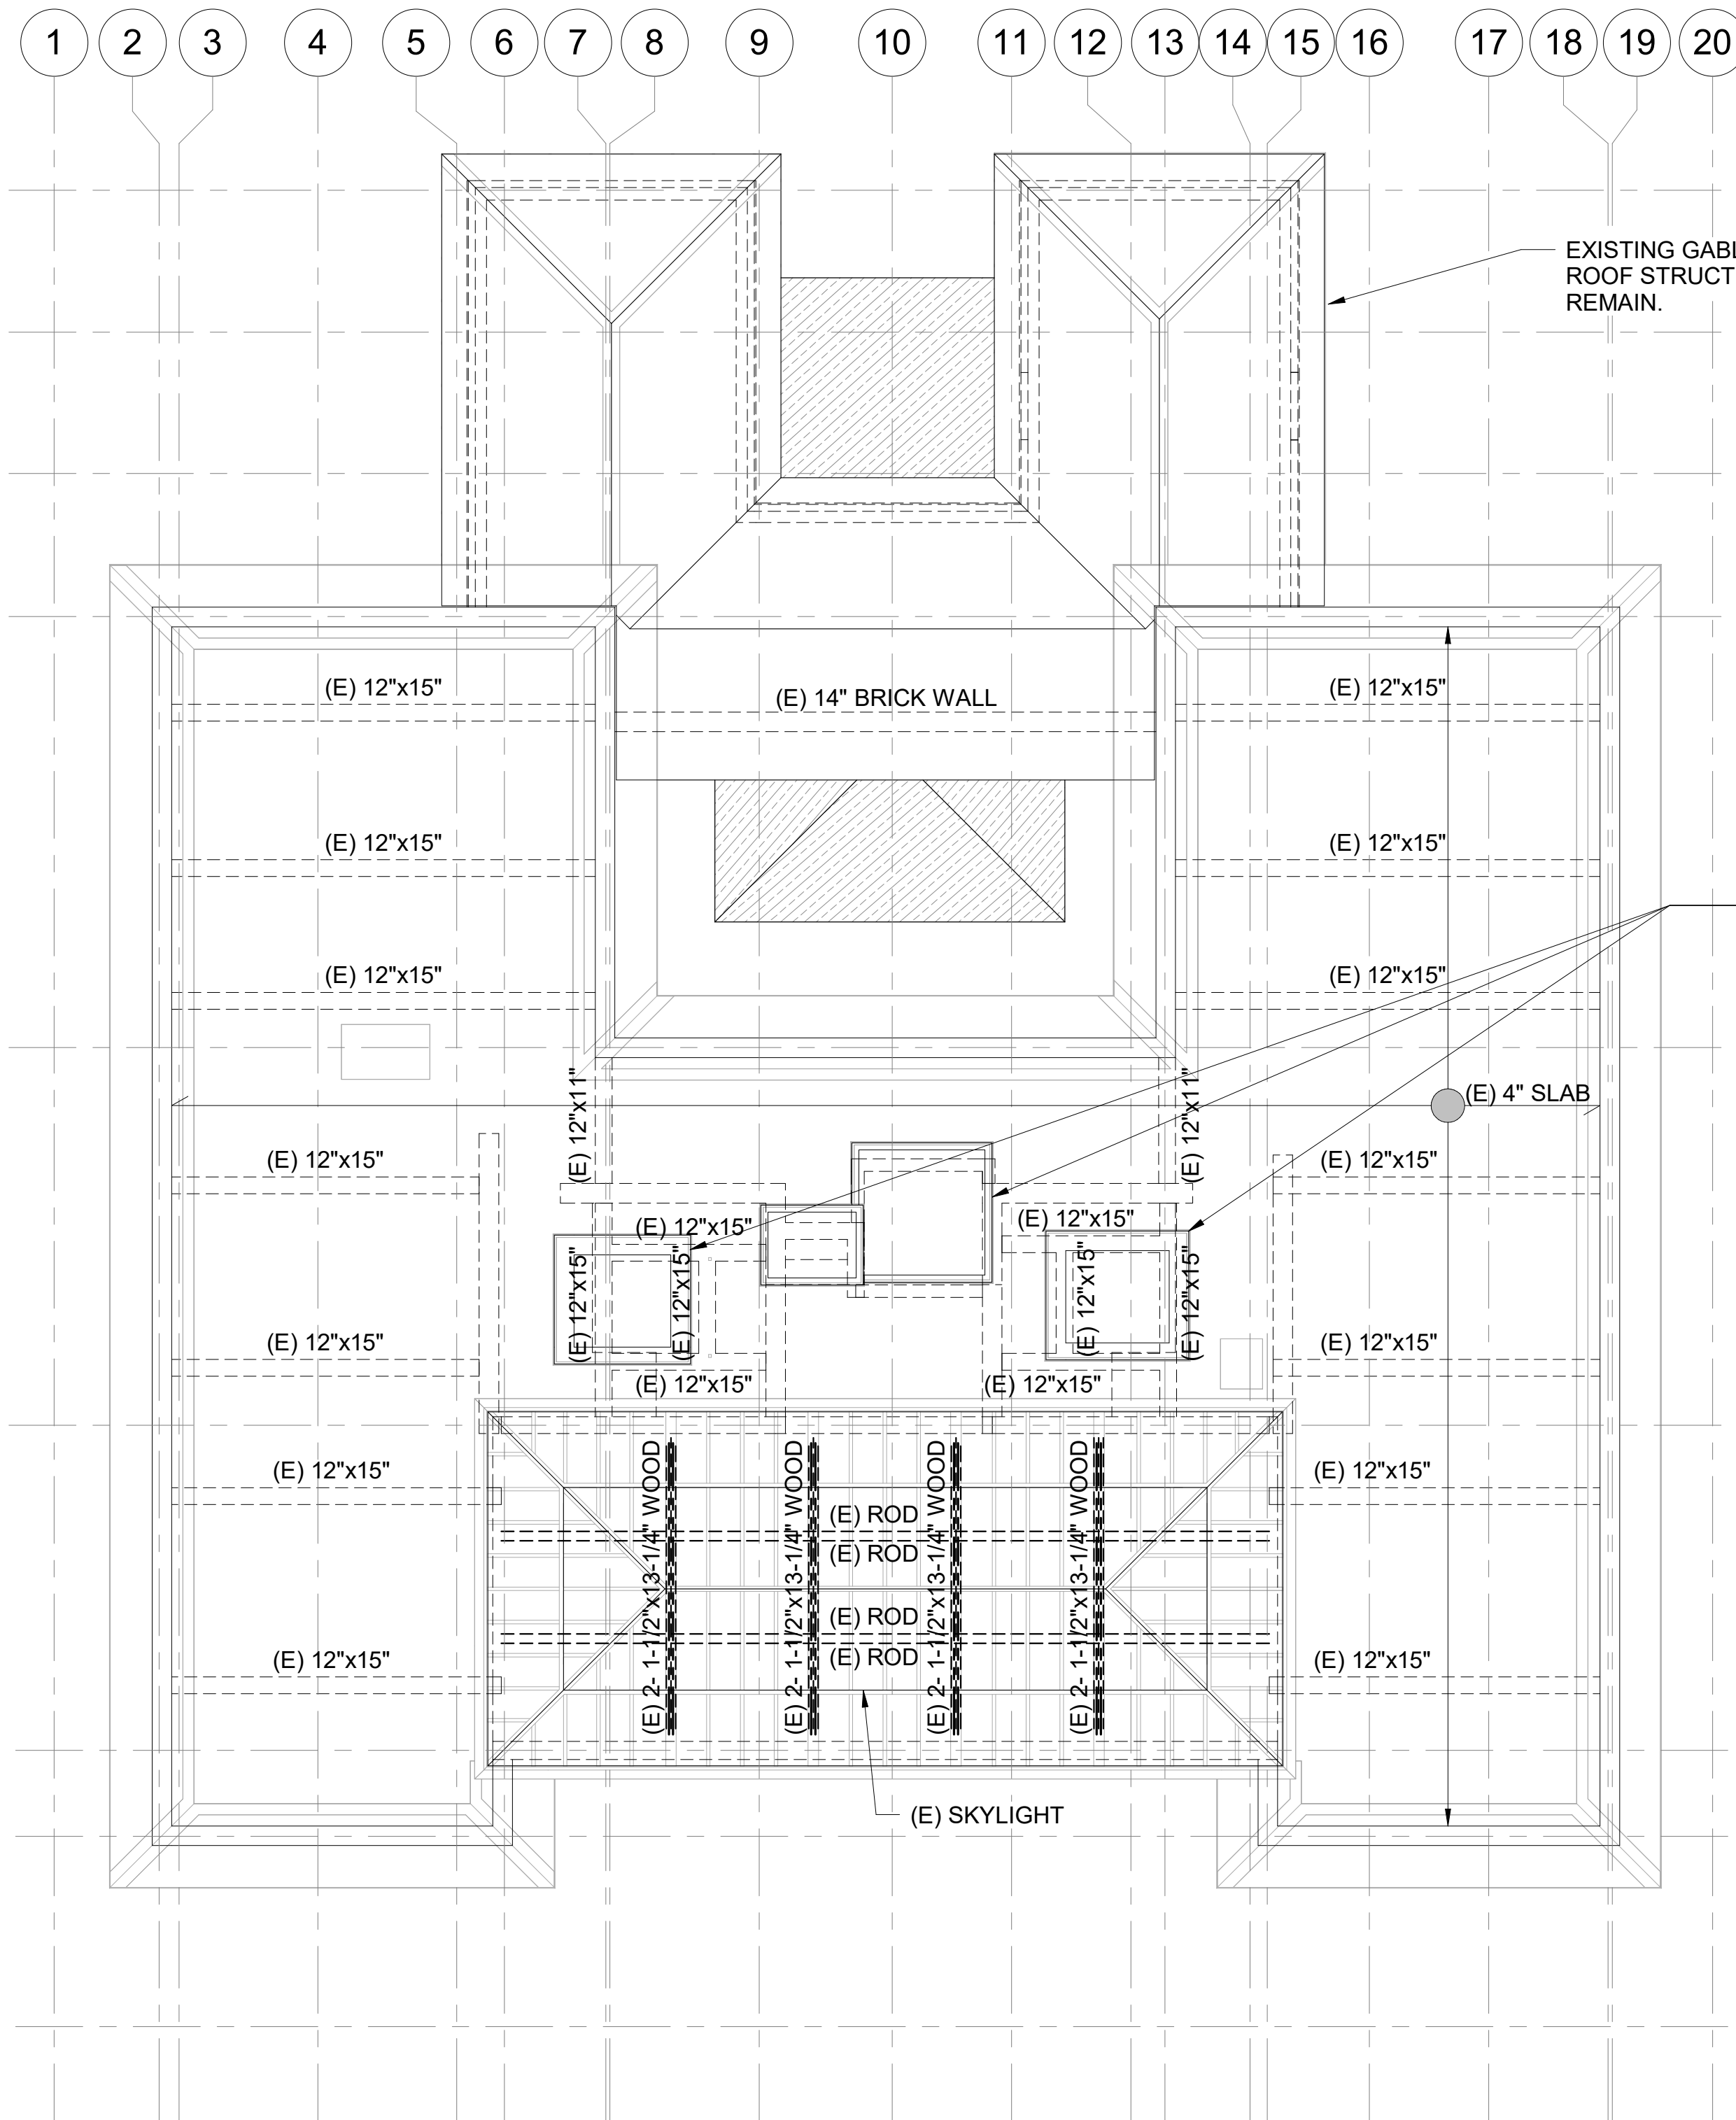 1 2 3 4 5 6 7 8 9 10 11 12 13 14 15 16 17 18 19 20
EXISTING GABL
ROOF STRUCT
REMAIN.
(E) 12"x15"
(E) 14" BRICK WALL
(E) 12"x15"
(E) 12"x15"
(E) 12"x15"
(E) 12"x15"
(E) 12"x15"
(E) 12"x11"
(E) 12"x11"
(E) 4" SLAB
(E) 12"x15"
(E) 12"x15"
(E) 12"x15"
(E) 12"x15"
(E) 12"x15"
(E) 12"x15"
(E) 12"x15"
(E) 12"x15"
(E) 12"x15"
(E) 12"x15"
(E) 12"x15"
(E) 12"x15"
(E) 12"x15"
(E) 12"x15"
(E) 2- 1-1/2"x13-1/4" WOOD
(E) 2- 1-1/2"x13-1/4" WOOD
(E) 2- 1-1/2"x13-1/4" WOOD
(E) 2- 1-1/2"x13-1/4" WOOD
(E) ROD
(E) ROD
(E) ROD
(E) ROD
(E) 12"x15"
(E) 12"x15"
(E) SKYLIGHT